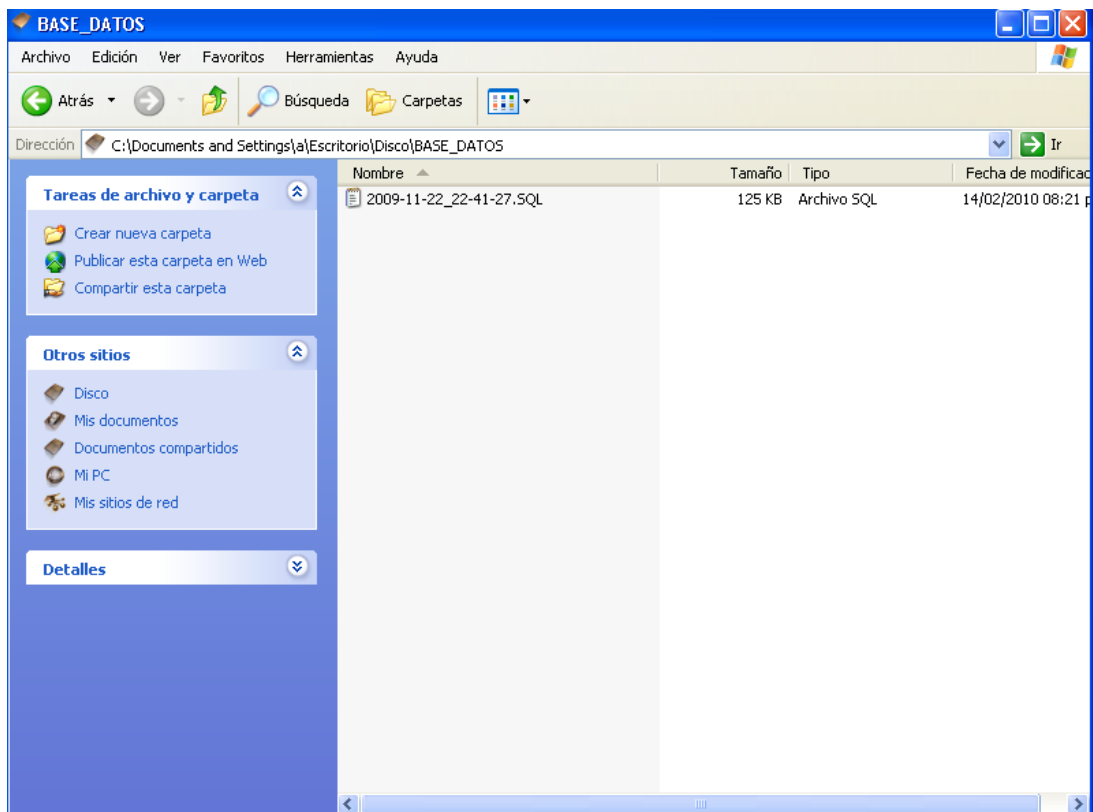 BASE_DATOS
Archivo Edición Ver Favoritos Herramientas Ayuda
Atrás Búsqueda Carpetas
Dirección C:\Documents and Settings\a\Escritorio\Disco\BASE_DATOS Ir
Nombre Tamaño Tipo Fecha de modificac
2009-11-22_22-41-27.SQL 125 KB Archivo SQL 14/02/2010 08:21 p
Tareas de archivo y carpeta
Crear nueva carpeta
Publicar esta carpeta en Web
Compartir esta carpeta
Otros sitios
Disco
Mis documentos
Documentos compartidos
Mi PC
Mis sitios de red
Detalles